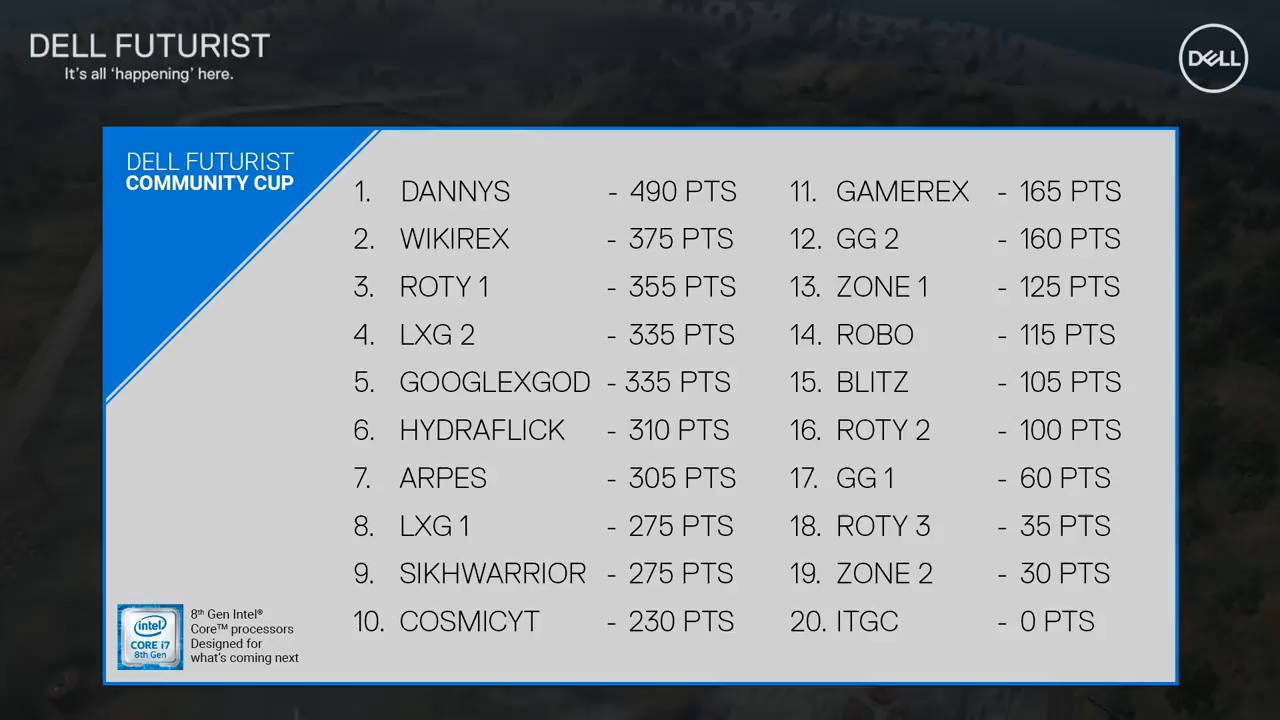 DELL FUTURIST
It's all 'happening' here.
DELL
DELL FUTURIST
COMMUNITY CUP
1. DANNYS - 490 PTS
2. WIKIREX - 375 PTS
3. ROTY 1 - 355 PTS
4. LXG 2 - 335 PTS
5. GOOGLEXGOD - 335 PTS
6. HYDRAFLICK - 310 PTS
7. ARPES - 305 PTS
8. LXG 1 - 275 PTS
9. SIKHWARRIOR - 275 PTS
10. COSMICYT - 230 PTS
11. GAMEREX - 165 PTS
12. GG 2 - 160 PTS
13. ZONE 1 - 125 PTS
14. ROBO - 115 PTS
15. BLITZ - 105 PTS
16. ROTY 2 - 100 PTS
17. GG 1 - 60 PTS
18. ROTY 3 - 35 PTS
19. ZONE 2 - 30 PTS
20. ITGC - 0 PTS
intel
CORE i7
8th Gen
8th Gen Intel®
Core™ processors
Designed for
what's coming next